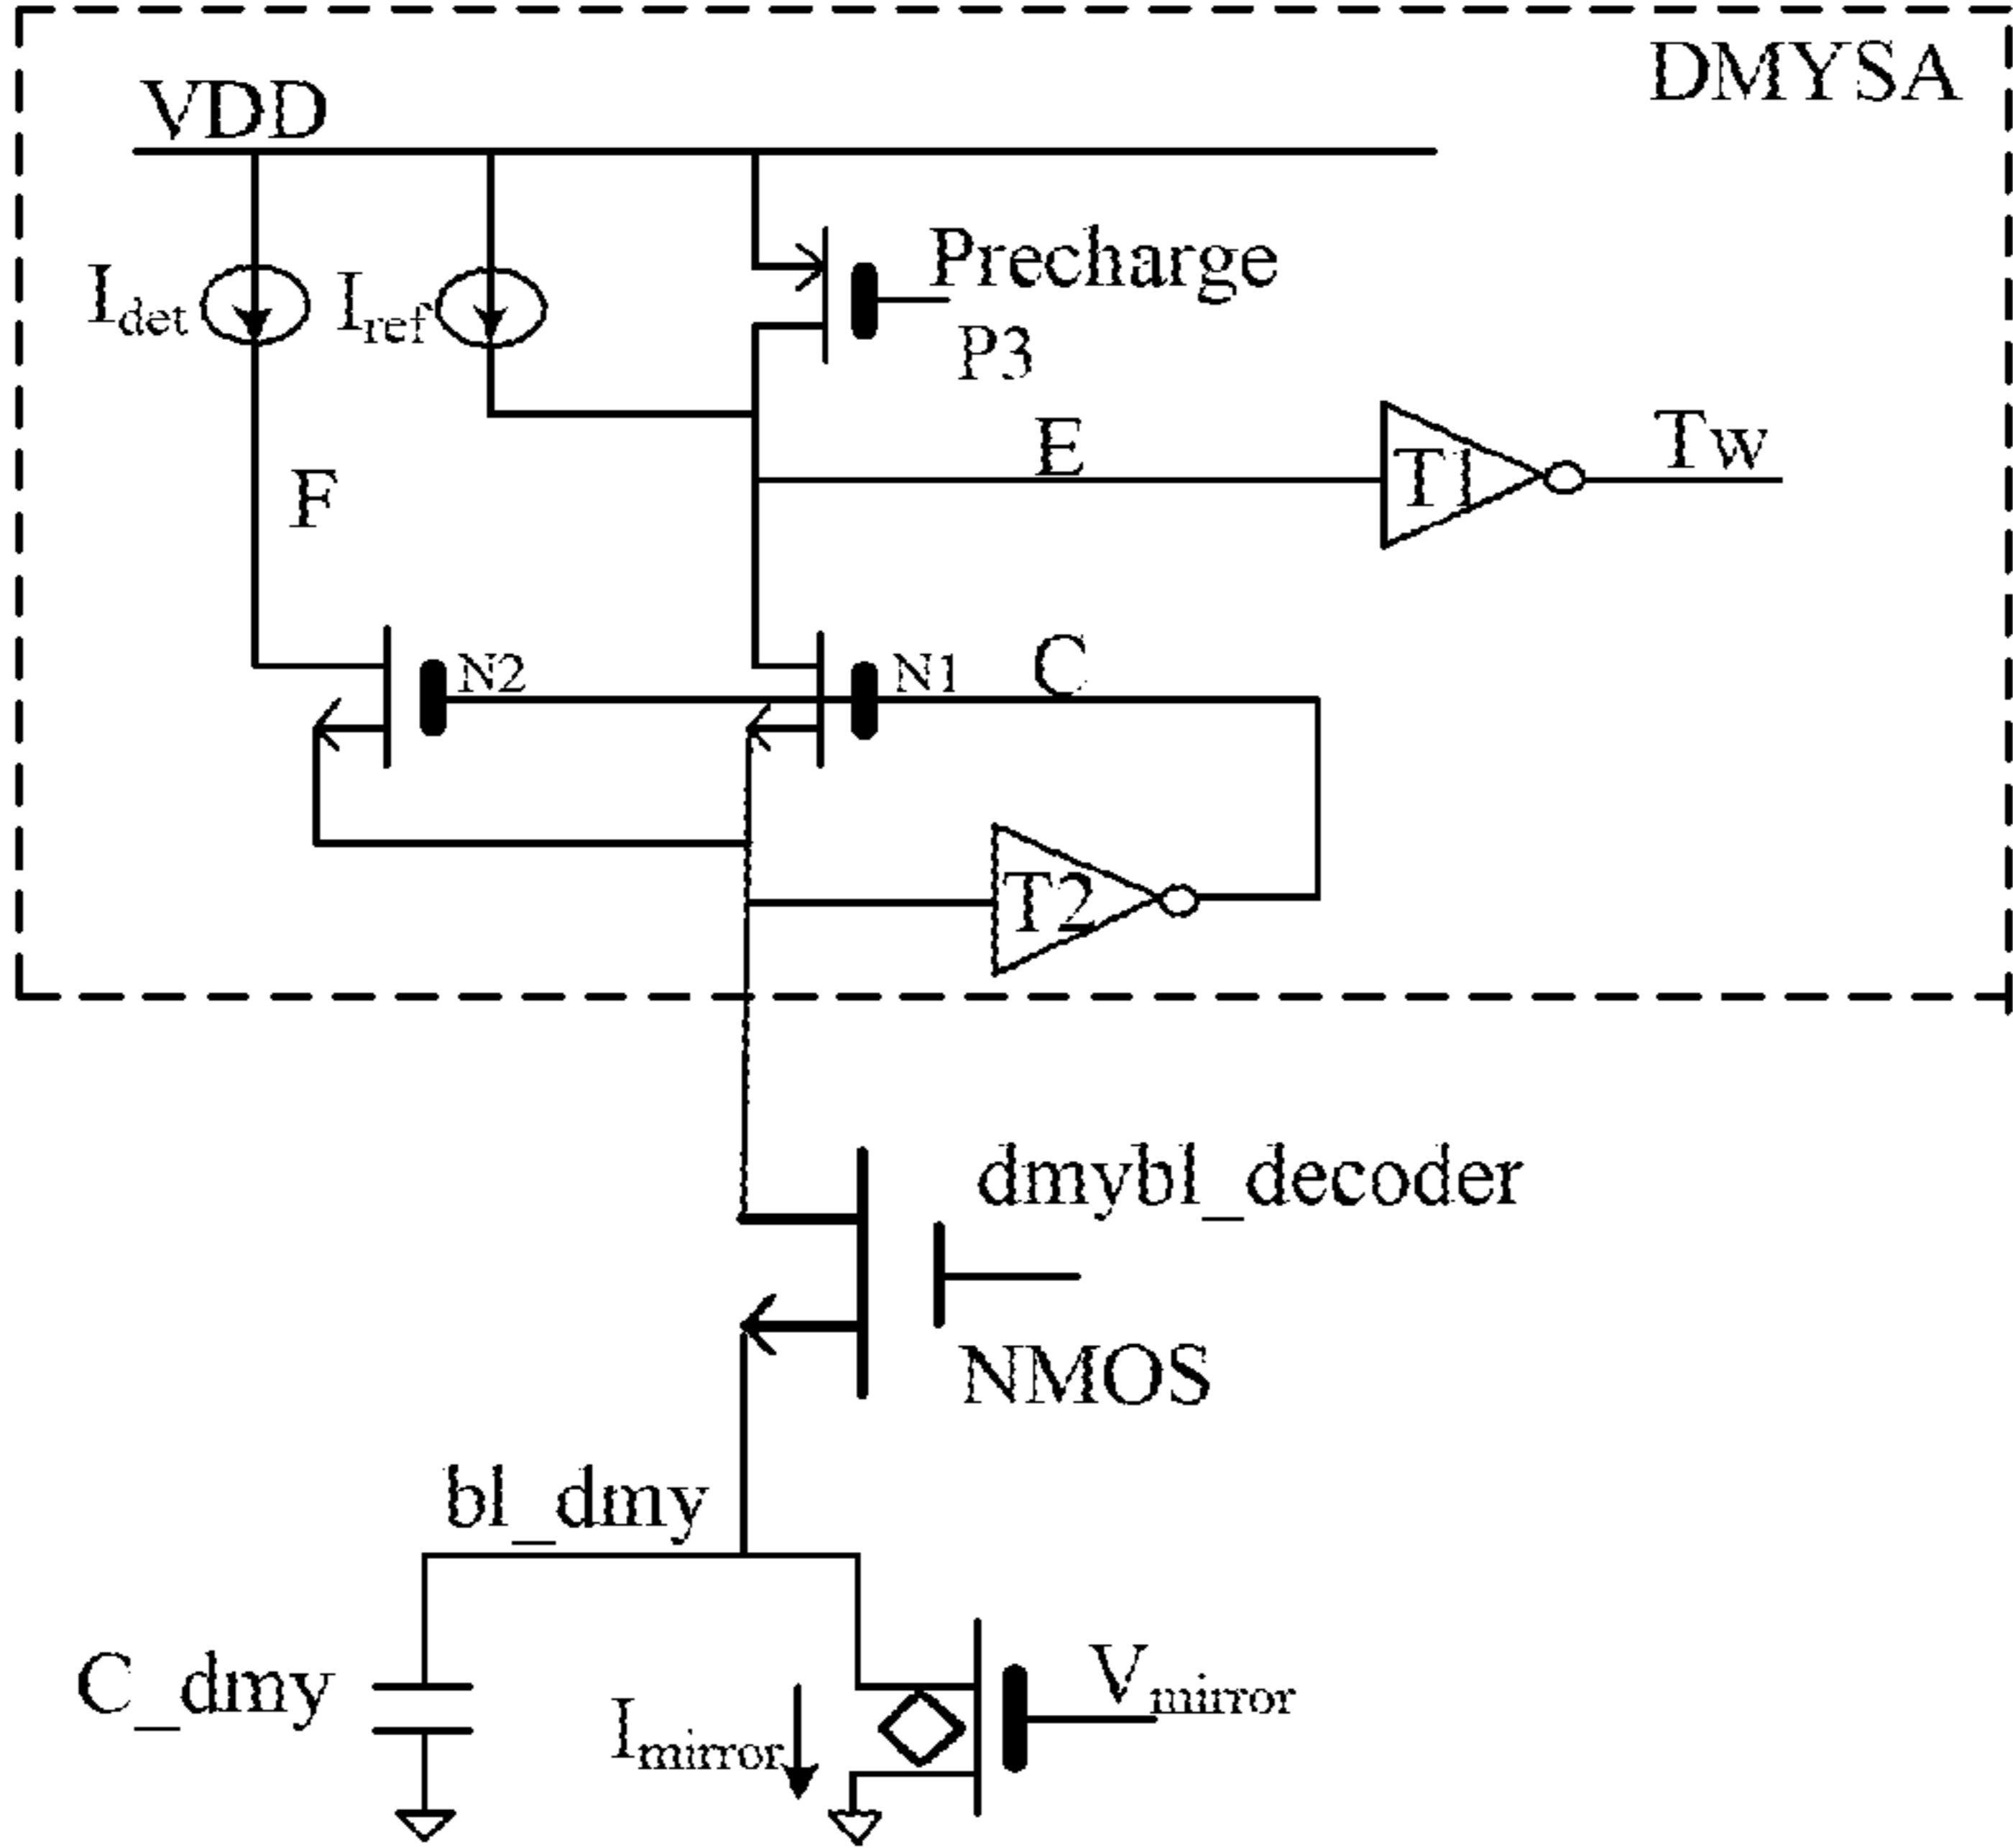 DMYSA
VDD
Precharge
I_det
I_ref
P3
E
Tw
T1
F
N2
N1
C
T2
dmybl_decoder
NMOS
bl_dmy
C_dmy
V_mirror
I_mirror